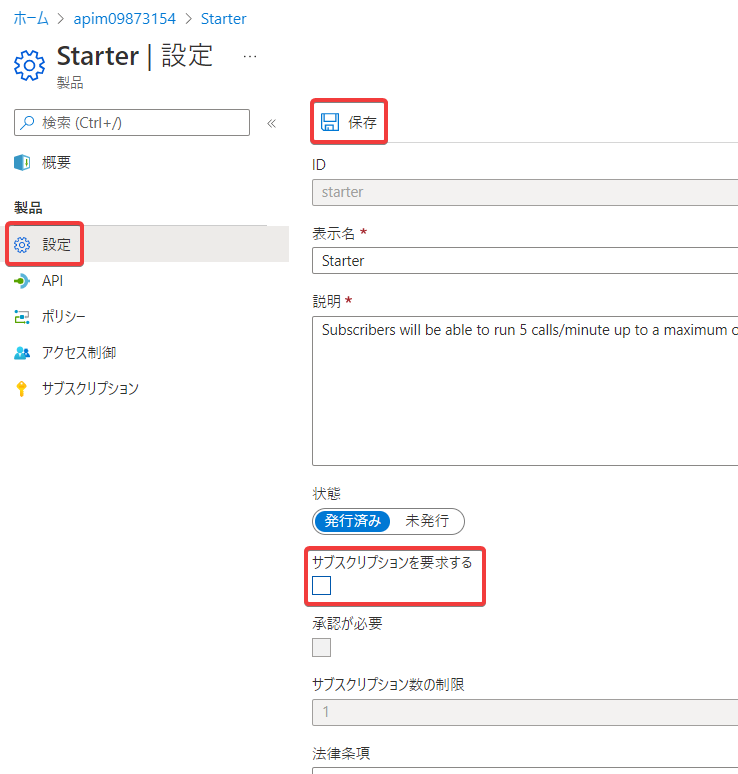 ホーム > apim09873154 > Starter
Starter | 設定 …
製品
検索 (Ctrl+/)
«
保存
概要
製品
設定
API
ポリシー
アクセス制御
サブスクリプション
ID
starter
表示名 *
Starter
説明 *
Subscribers will be able to run 5 calls/minute up to a maximum o
状態
発行済み 未発行
サブスクリプションを要求する
承認が必要
サブスクリプション数の制限
1
法律条項